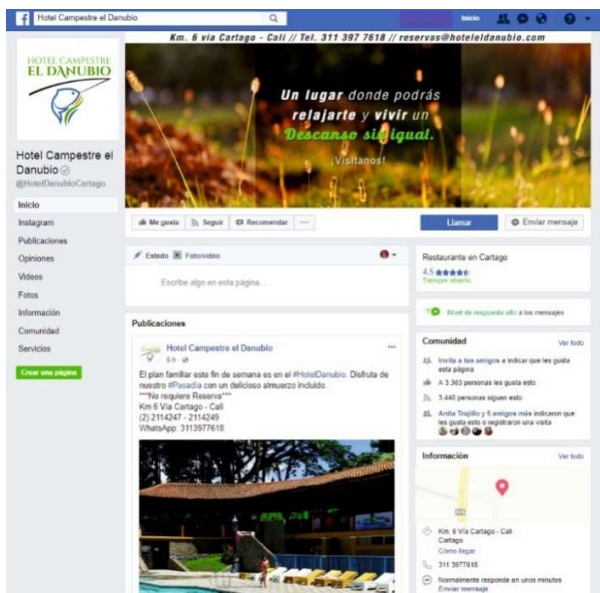 Hotel Campestre el Danubio
Inicio
Km. 6 via Cartago - Cali // Tel. 311 397 7618 // reservas@hoteleldanubio.com
HOTEL CAMPESTRE
EL DANUBIO
Un lugar donde podrás
relajarte y vivir un
Descanso sin igual.
¡Visítanos!
Hotel Campestre el
Danubio
@HotelDanubioCartago
Inicio
Instagram
Publicaciones
Opiniones
Videos
Fotos
Información
Comunidad
Servicios
Crear una página
Me gusta
Seguir
Recomendar
Llamar
Enviar mensaje
Estado
Foto/video
Escribe algo en esta página...
Publicaciones
Hotel Campestre el Danubio
6 h
El plan familiar este fin de semana es en el #HotelDanubio. Disfruta de
nuestro #Pasadía con un delicioso almuerzo incluido.
***No requiere Reserva***
Km 6 Vía Cartago - Cali
(2) 2114247 - 2114249
WhatsApp: 3113977618
Restaurante en Cartago
4,5
Siempre abierto
Nivel de respuesta alto a los mensajes
Comunidad
Ver todo
Invita a tus amigos a indicar que les gusta
esta página
A 3.363 personas les gusta esto
3.440 personas siguen esto
Anita Trujillo y 5 amigos más indicaron que
les gusta esto o registraron una visita
Información
Ver todo
Km. 6 Vía Cartago - Cali
Cartago
Cómo llegar
311 3977618
Normalmente responde en unos minutos
Enviar mensaje